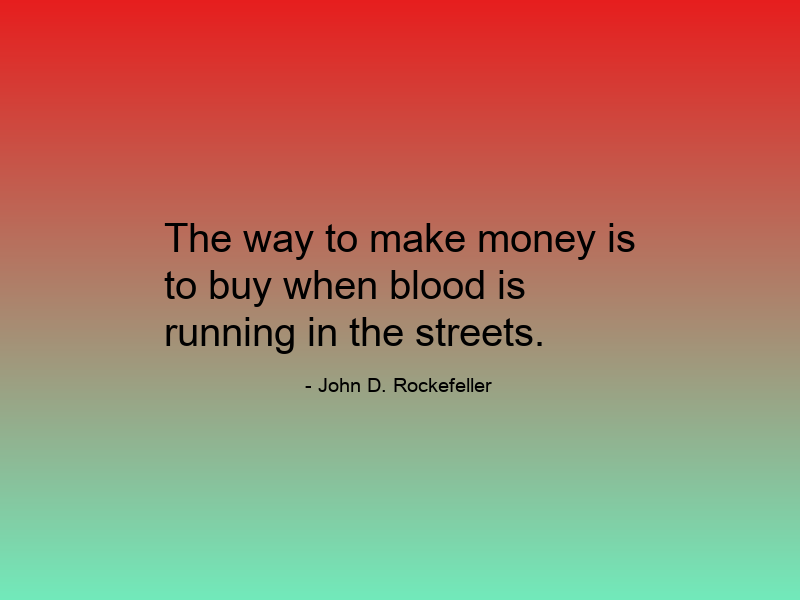 The way to make money is
to buy when blood is
running in the streets.
- John D. Rockefeller